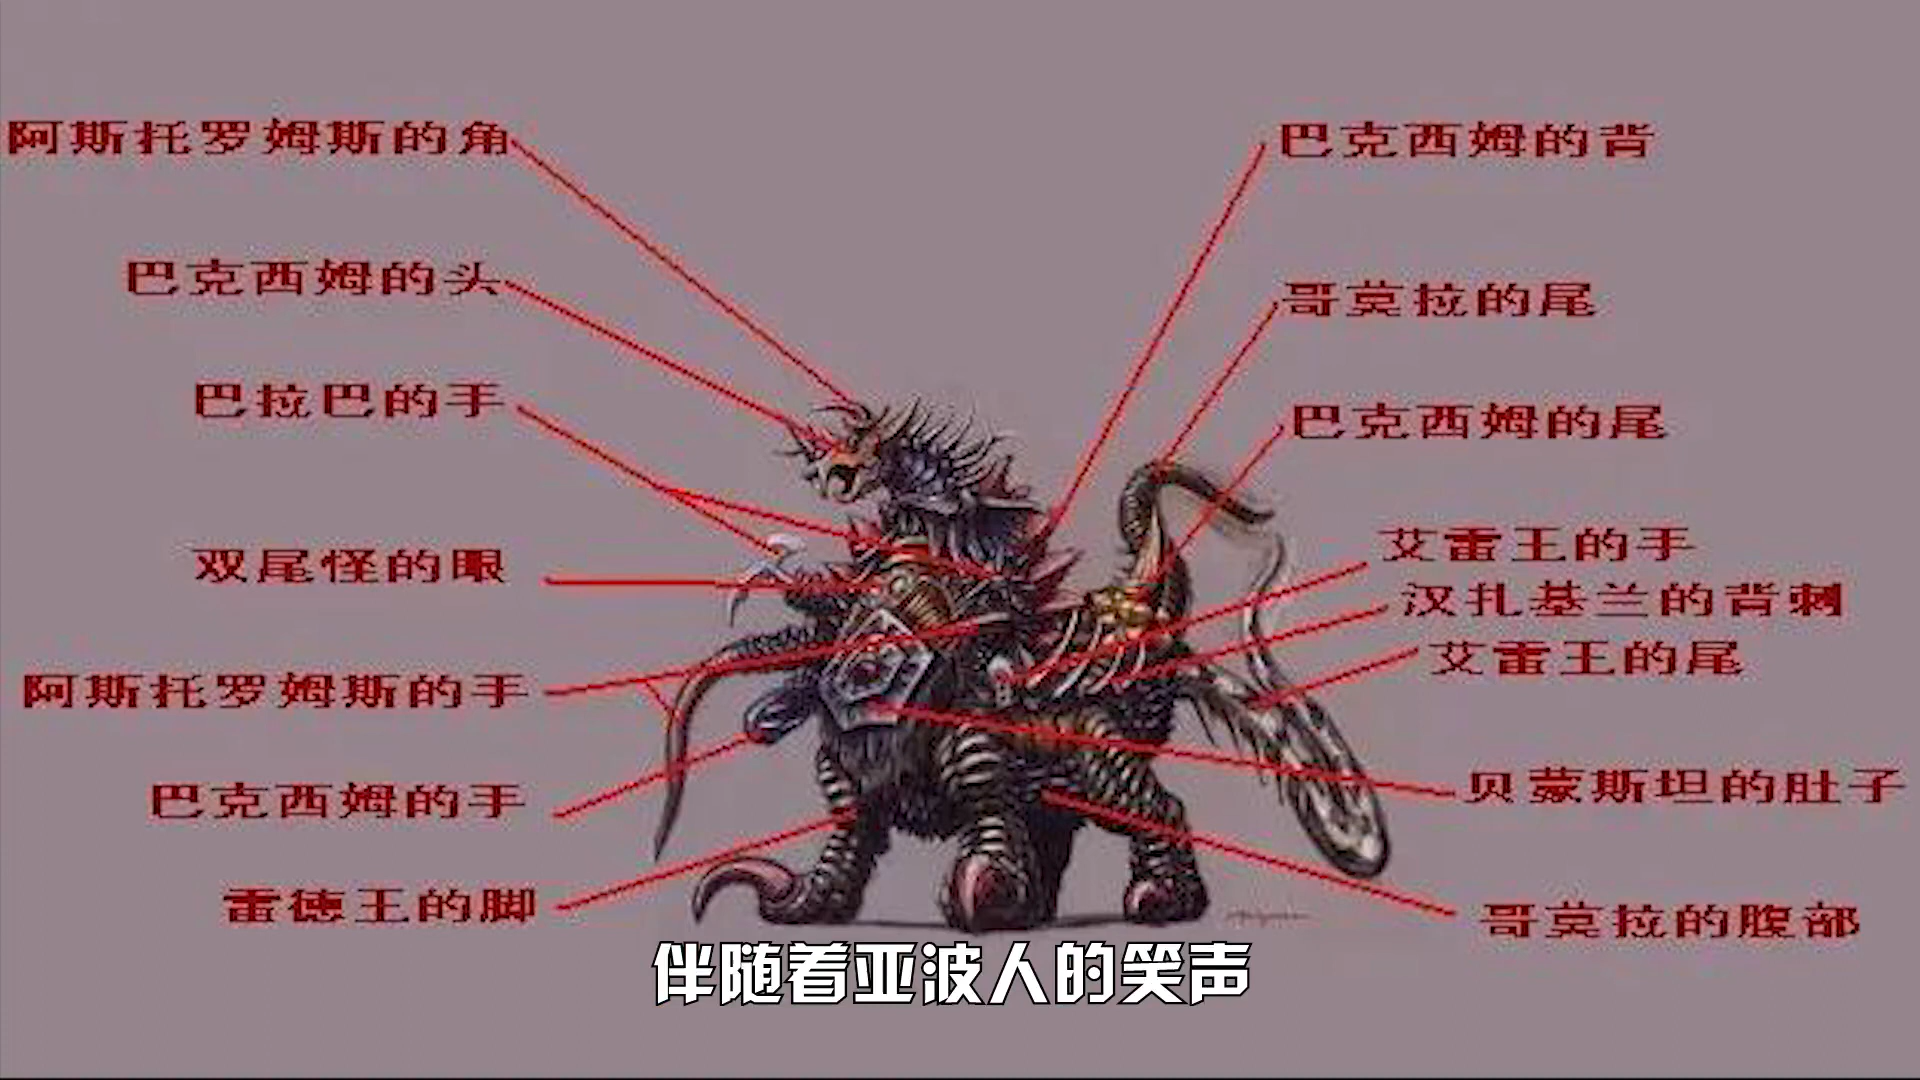 阿斯托罗姆斯的角
巴克西姆的背
巴克西姆的头
哥莫拉的尾
巴拉巴的手
巴克西姆的尾
双尾怪的眼
艾雷王的手
汉扎基兰的背刺
艾雷王的尾
阿斯托罗姆斯的手
巴克西姆的手
贝蒙斯坦的肚子
雷德王的脚
哥莫拉的腹部
伴随着亚波人的笑声